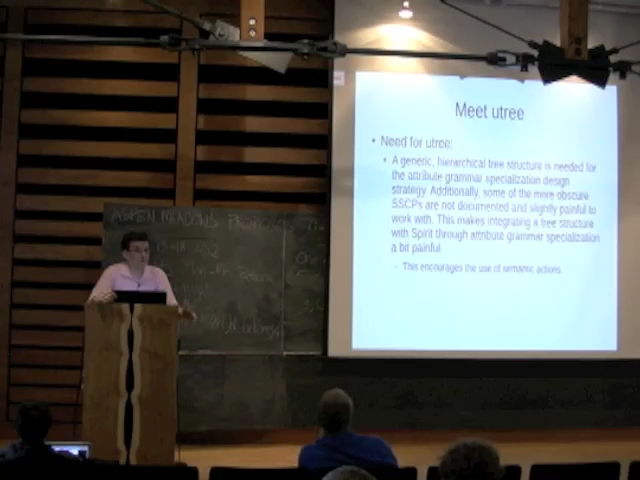 Meet utree
• Need for utree:
• A generic, hierarchical tree structure is needed for
the attribute grammar specialization design
strategy. Additionally, some of the more obscure
SSCPs are not documented and slightly painful to
work with. This makes integrating a tree structure
with Spirit through attribute grammar specialization
a bit painful.
– This encourages the use of semantic actions.
ASPEN MEADOWS